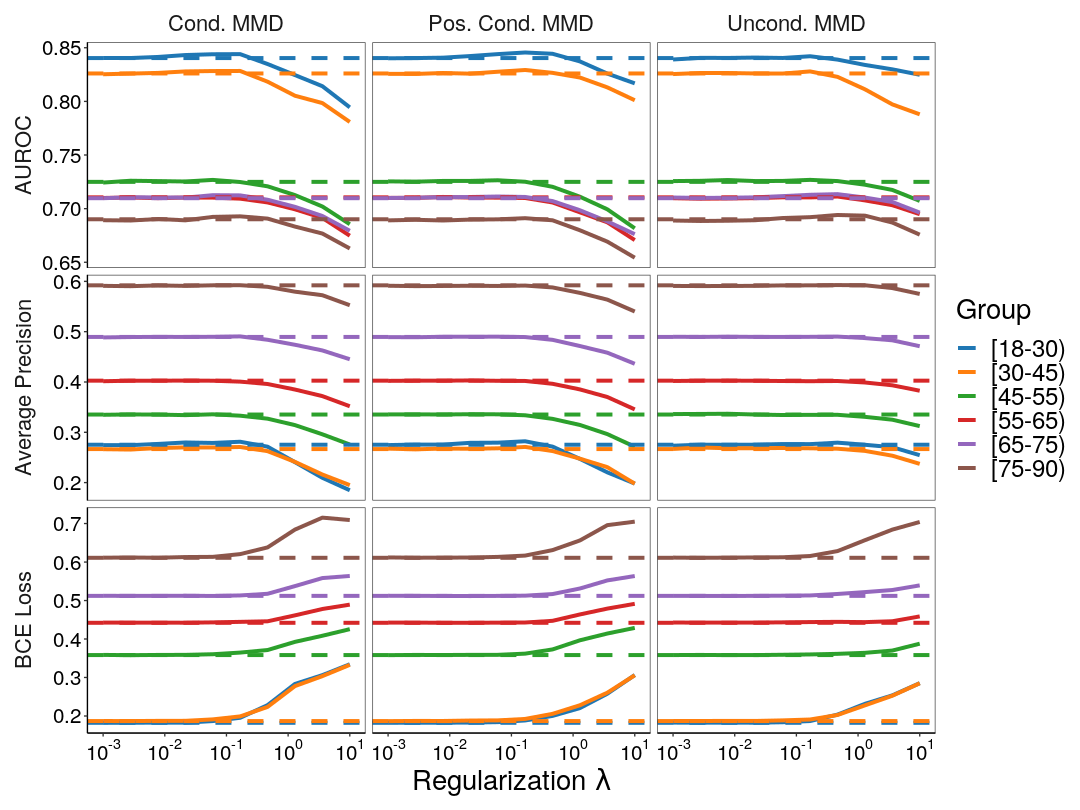 Cond. MMD
Pos. Cond. MMD
Uncond. MMD
AUROC
0.85
0.80
0.75
0.70
0.65
Average Precision
0.6
0.5
0.4
0.3
0.2
BCE Loss
0.7
0.6
0.5
0.4
0.3
0.2
10^-3 10^-2 10^-1 10^0 10^1
10^-3 10^-2 10^-1 10^0 10^1
10^-3 10^-2 10^-1 10^0 10^1
Regularization λ
Group
[18-30)
[30-45)
[45-55)
[55-65)
[65-75)
[75-90)